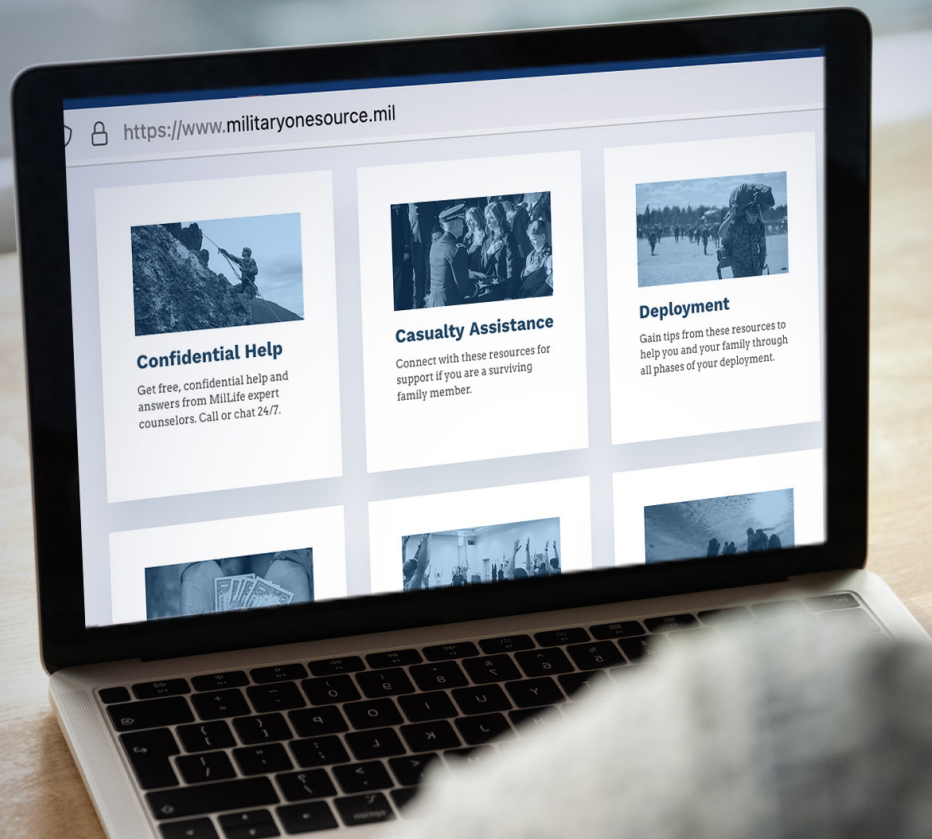 https://www.militaryonesource.mil
Confidential Help
Get free, confidential help and
answers from MilLife expert
counselors. Call or chat 24/7.
Casualty Assistance
Connect with these resources for
support if you are a surviving
family member.
Deployment
Gain tips from these resources to
help you and your family through
all phases of your deployment.